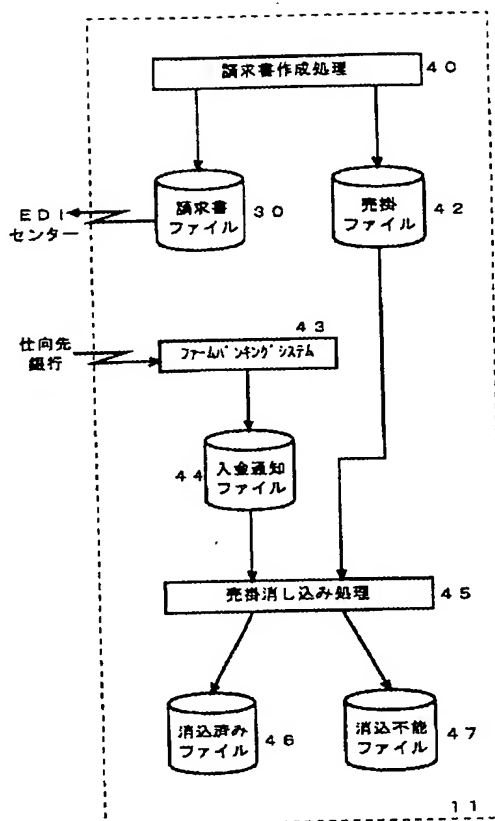 請求書作成処理 40
請求書
ファイル 30
売掛
ファイル 42
EDI
センター
43
仕向先
銀行
ファームバンキングシステム
44 入金通知
ファイル
売掛消し込み処理 45
消込済み
ファイル 46
消込不能
ファイル 47
11